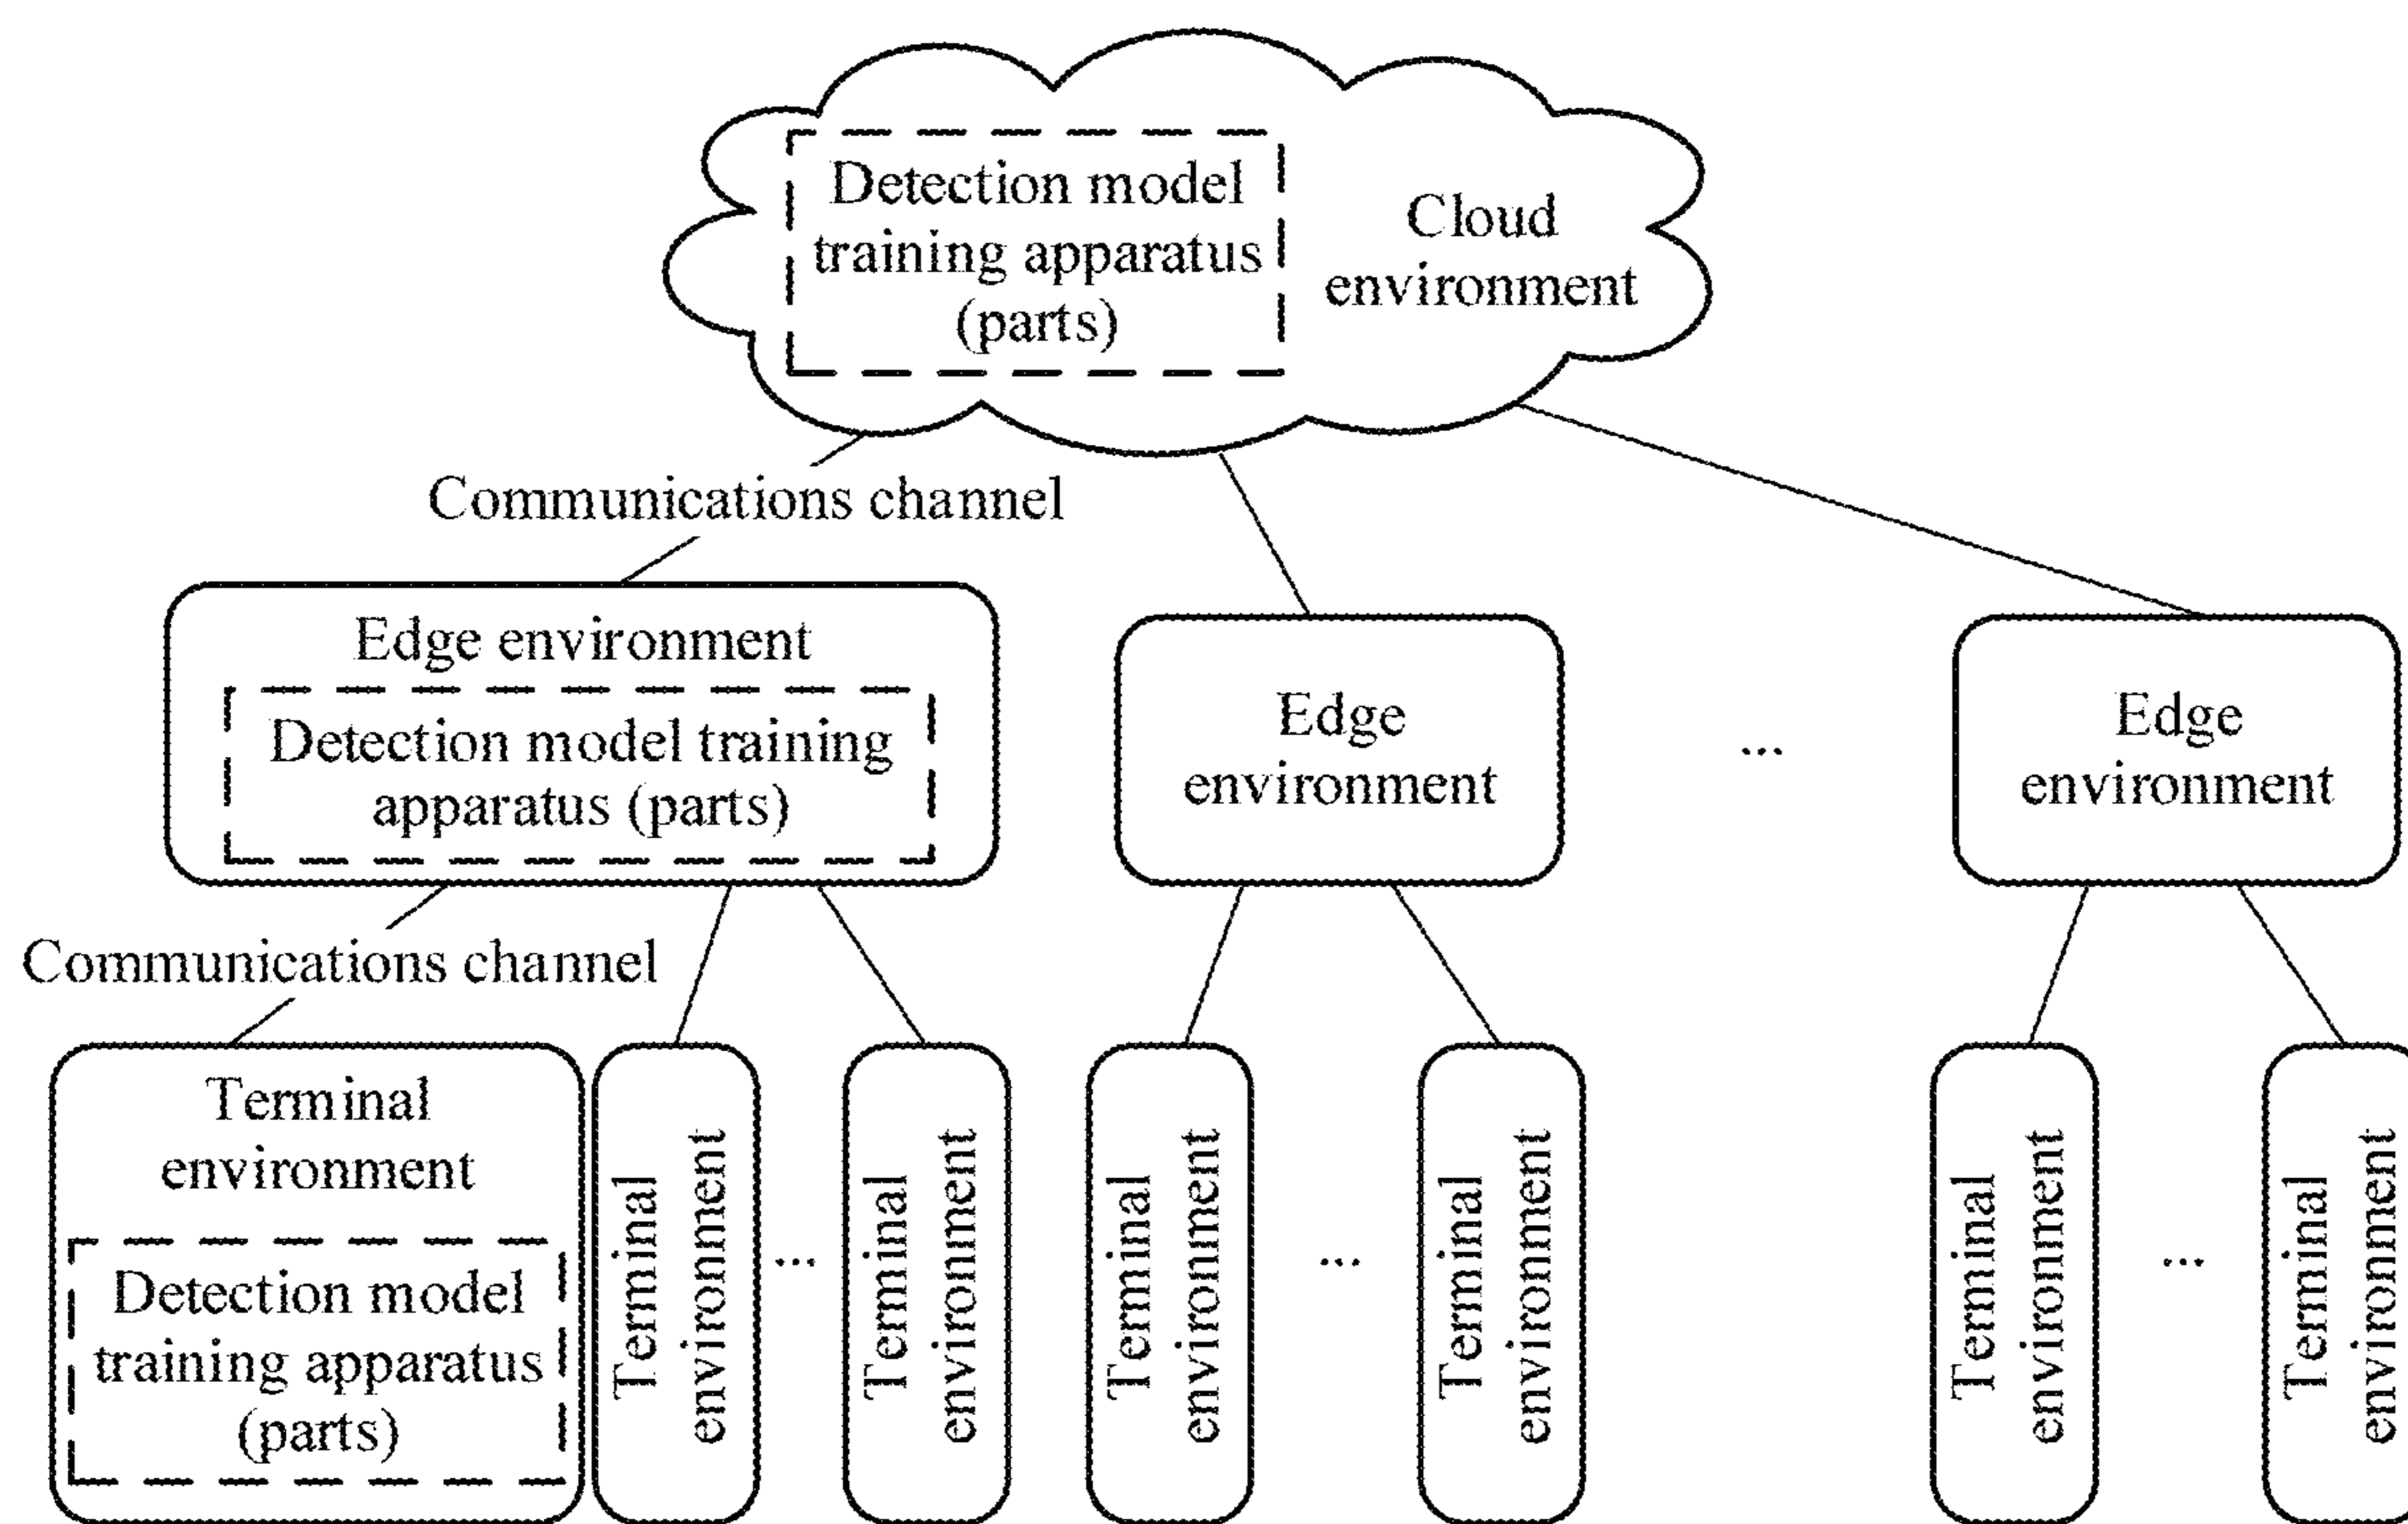 Detection model
training apparatus
(parts)
Cloud
environment
Communications channel
Edge environment
Detection model training
apparatus (parts)
Edge
environment
...
Edge
environment
Communications channel
Terminal
environment
Detection model
training apparatus
(parts)
Terminal
environment
...
Terminal
environment
Terminal
environment
...
Terminal
environment
Terminal
environment
...
Terminal
environment